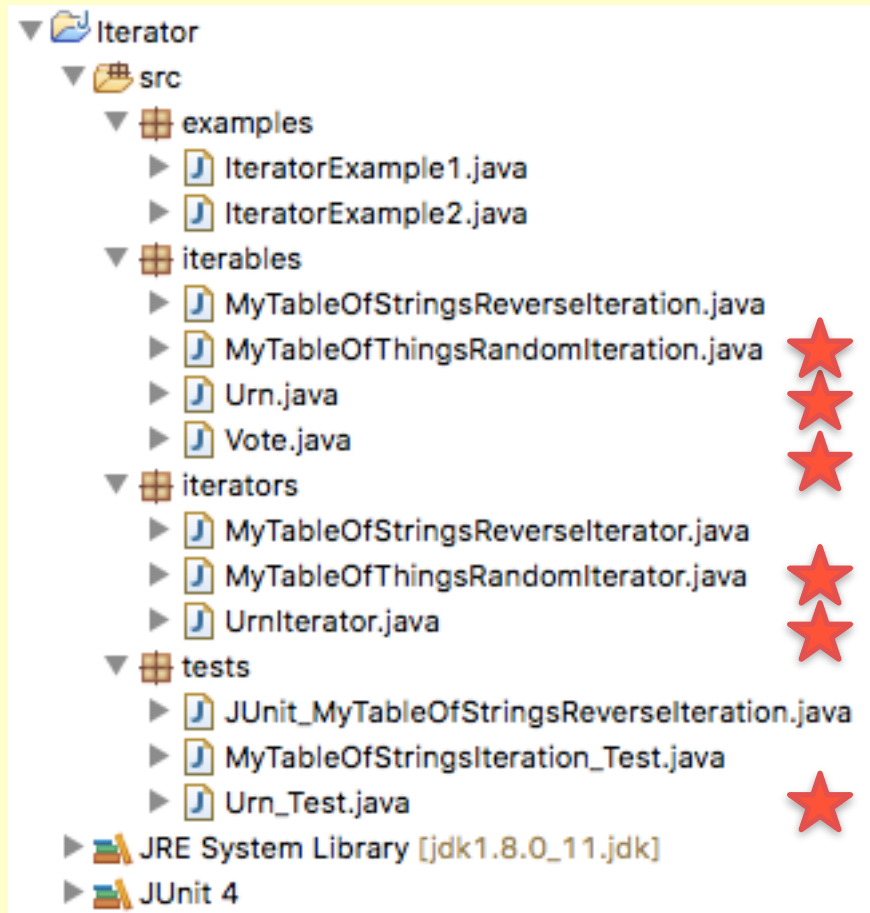 Iterator
src
examples
IteratorExample1.java
IteratorExample2.java
iterables
MyTableOfStringsReverseIteration.java
MyTableOfThingsRandomIteration.java
Urn.java
Vote.java
iterators
MyTableOfStringsReverseIterator.java
MyTableOfThingsRandomIterator.java
UrnIterator.java
tests
JUnit_MyTableOfStringsReverseIteration.java
MyTableOfStringsIteration_Test.java
Urn_Test.java
JRE System Library [jdk1.8.0_11.jdk]
JUnit 4